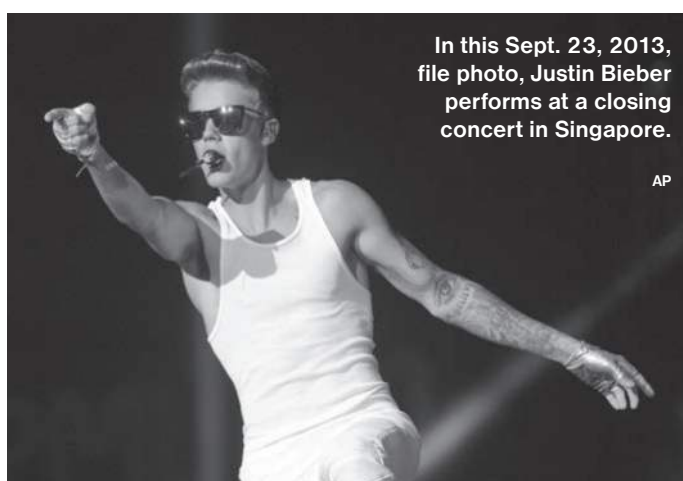 In this Sept. 23, 2013,
file photo, Justin Bieber
performs at a closing
concert in Singapore.
AP